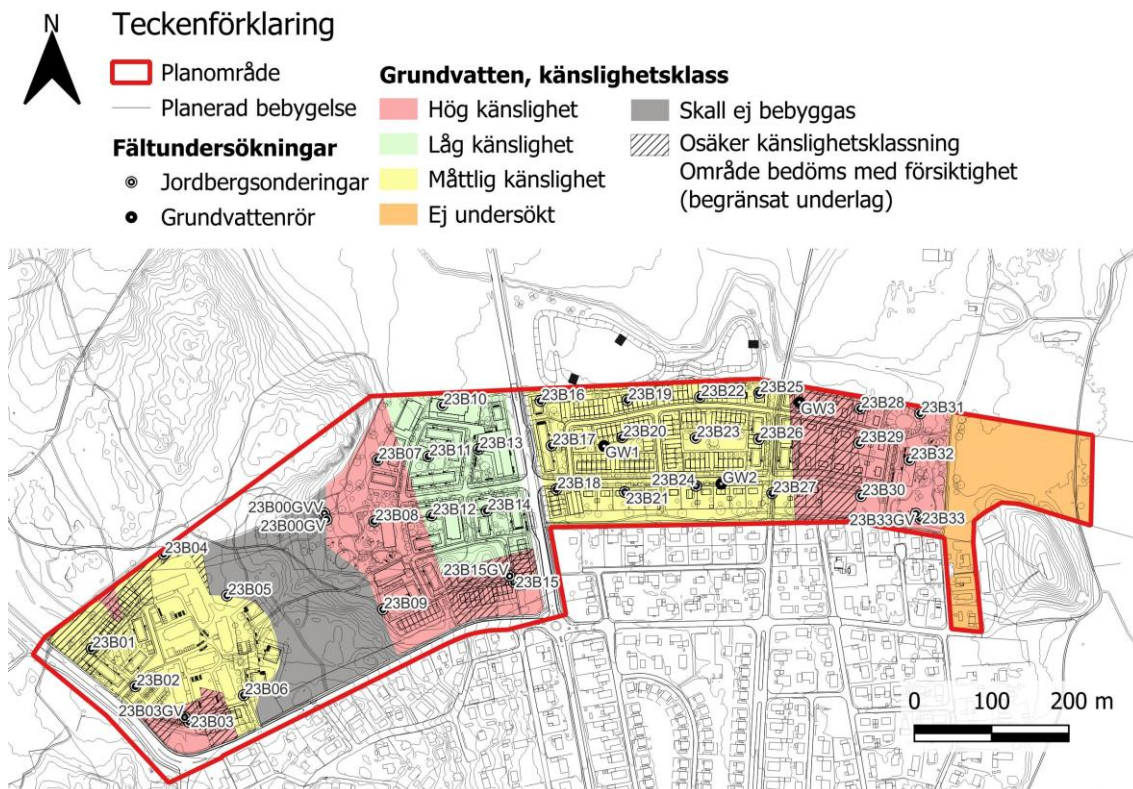 N
Teckenförklaring
Planområde
Planerad bebygelse
Fältundersökningar
Jordbergsonderingar
Grundvattenrör
Grundvatten, känslighetsklass
Hög känslighet
Låg känslighet
Måttlig känslighet
Ej undersökt
Skall ej bebyggas
Osäker känslighetsklassning
Område bedöms med försiktighet
(begränsat underlag)
23B10
23B16
23B19
23B22
23B25
GW3
23B28
23B31
23B07
23B11
23B13
23B17
GW1
23B20
23B23
23B26
23B29
23B32
23B18
23B21
23B24
GW2
23B27
23B30
23B00GVV
23B00GV
23B08
23B12
23B14
23B33GV
23B33
23B04
23B05
23B15GV
23B15
23B09
23B01
23B02
23B06
23B03GV
23B03
0 100 200 m